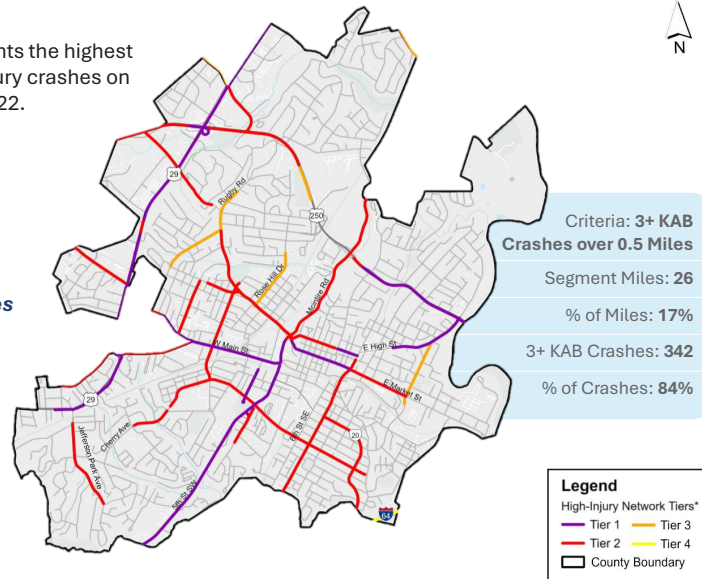 nts the highest
ury crashes on
22.
es
N
29
Rugby Rd
250
Rose Hill Dr
McIntire Rd
W Main St
E High St
E Market St
29
Cherry Ave
Jefferson Park Ave
6th St SE
20
5th St SW
64
Criteria: 3+ KAB
Crashes over 0.5 Miles
Segment Miles: 26
% of Miles: 17%
3+ KAB Crashes: 342
% of Crashes: 84%
Legend
High-Injury Network Tiers*
Tier 1 Tier 3
Tier 2 Tier 4
County Boundary